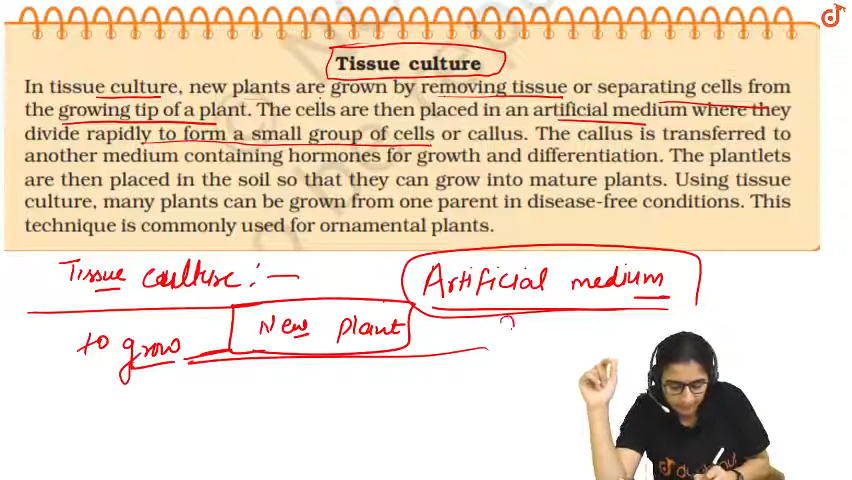 Tissue culture
In tissue culture, new plants are grown by removing tissue or separating cells from
the growing tip of a plant. The cells are then placed in an artificial medium where they
divide rapidly to form a small group of cells or callus. The callus is transferred to
another medium containing hormones for growth and differentiation. The plantlets
are then placed in the soil so that they can grow into mature plants. Using tissue
culture, many plants can be grown from one parent in disease-free conditions. This
technique is commonly used for ornamental plants.
Tissue culture :- Artificial medium
to grow New plant